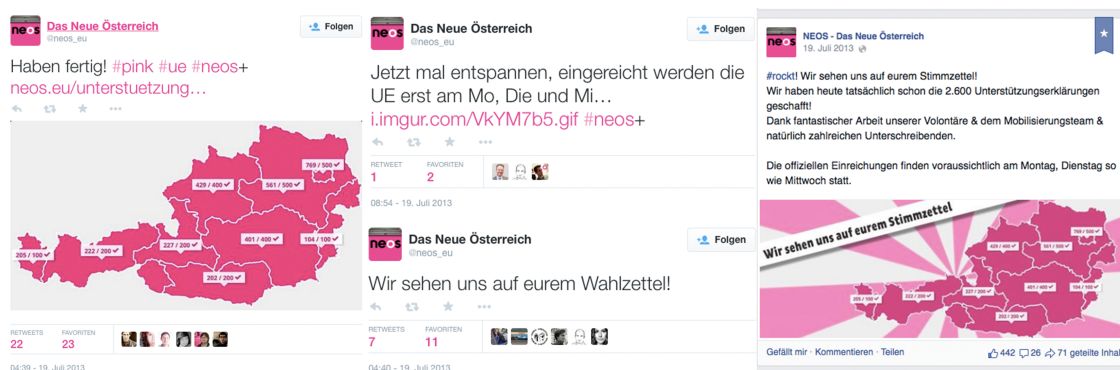 neos
Das Neue Österreich
@neos_eu
Folgen
Haben fertig! #pink #ue #neos+
neos.eu/unterstuetzung…
769 / 500 ✔
429 / 400 ✔
561 / 500 ✔
401 / 400 ✔
104 / 100 ✔
227 / 200 ✔
222 / 200 ✔
205 / 100 ✔
202 / 200 ✔
RETWEETS FAVORITEN
22 23
04:39 - 19. Juli 2013
neos
Das Neue Österreich
@neos_eu
Folgen
Jetzt mal entspannen, eingereicht werden die
UE erst am Mo, Die und Mi…
i.imgur.com/VkYM7b5.gif #neos+
RETWEET FAVORITEN
1 2
08:54 - 19. Juli 2013
neos
Das Neue Österreich
@neos_eu
Folgen
Wir sehen uns auf eurem Wahlzettel!
RETWEETS FAVORITEN
7 11
04:40 - 19. Juli 2013
neos
NEOS - Das Neue Österreich
19. Juli 2013
#rockt! Wir sehen uns auf eurem Stimmzettel!
Wir haben heute tatsächlich schon die 2.600 Unterstützungserklärungen
geschafft!
Dank fantastischer Arbeit unserer Volontäre & dem Mobilisierungsteam &
natürlich zahlreichen Unterschreibenden.
Die offiziellen Einreichungen finden voraussichtlich am Montag, Dienstag so
wie Mittwoch statt.
Wir sehen uns auf eurem Stimmzettel
769 / 500 ✔
429 / 400 ✔
561 / 500 ✔
401 / 400 ✔
104 / 100 ✔
227 / 200 ✔
222 / 200 ✔
205 / 100 ✔
202 / 200 ✔
Gefällt mir · Kommentieren · Teilen
442 26 71 geteilte Inhal